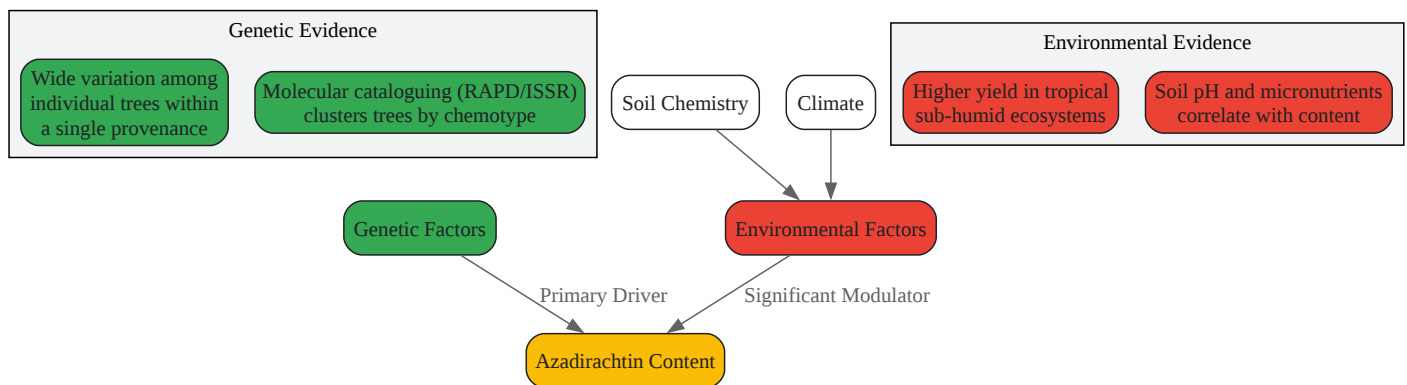 Genetic Evidence
Wide variation among
individual trees within
a single provenance
Molecular cataloguing (RAPD/ISSR)
clusters trees by chemotype
Soil Chemistry
Climate
Environmental Evidence
Higher yield in tropical
sub-humid ecosystems
Soil pH and micronutrients
correlate with content
Genetic Factors
Environmental Factors
Primary Driver
Significant Modulator
Azadirachtin Content